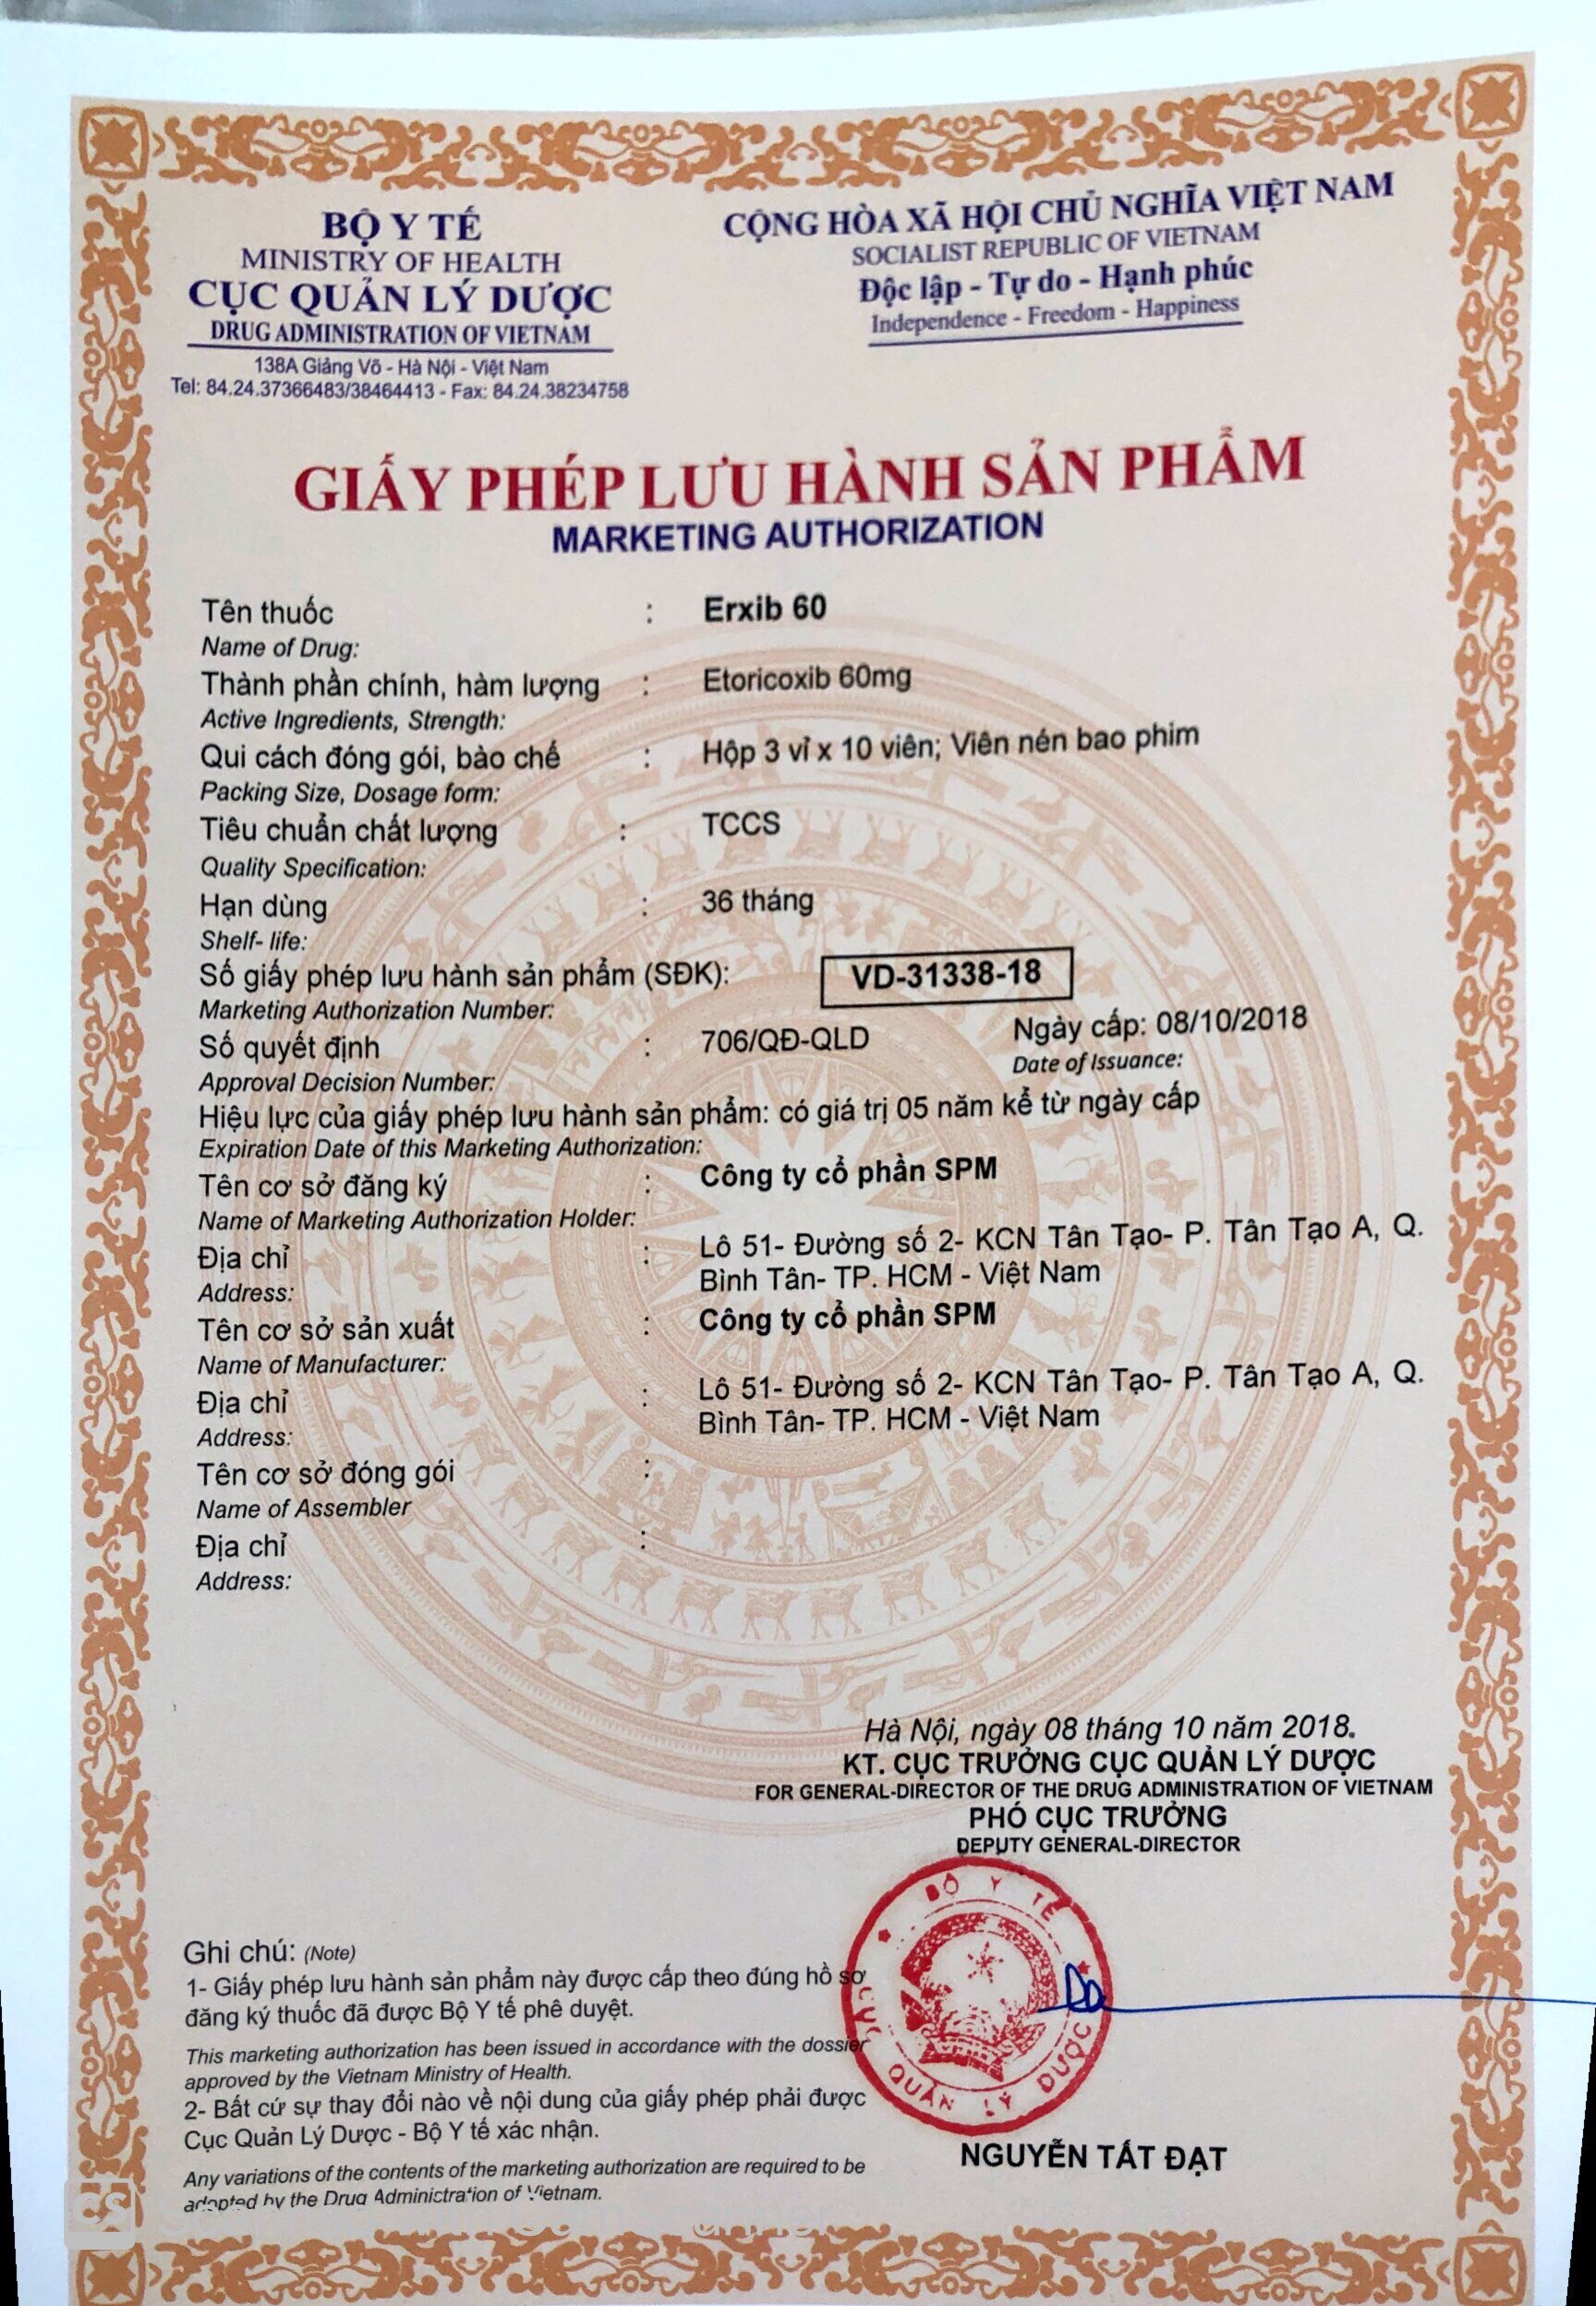 BỘ Y TẾ
MINISTRY OF HEALTH
CỤC QUẢN LÝ DƯỢC
DRUG ADMINISTRATION OF VIETNAM
138A Giảng Võ - Hà Nội - Việt Nam
Tel: 84.24.37366483/38464413 - Fax: 84.24.38234758
CỘNG HÒA XÃ HỘI CHỦ NGHĨA VIỆT NAM
SOCIALIST REPUBLIC OF VIETNAM
Độc lập - Tự do - Hạnh phúc
Independence - Freedom - Happiness
GIẤY PHÉP LƯU HÀNH SẢN PHẨM
MARKETING AUTHORIZATION
Tên thuốc : Erxib 60
Name of Drug:
Thành phần chính, hàm lượng : Etoricoxib 60mg
Active Ingredients, Strength:
Qui cách đóng gói, bào chế : Hộp 3 vỉ x 10 viên; Viên nén bao phim
Packing Size, Dosage form:
Tiêu chuẩn chất lượng : TCCS
Quality Specification:
Hạn dùng : 36 tháng
Shelf- life:
Số giấy phép lưu hành sản phẩm (SĐK): VD-31338-18
Marketing Authorization Number:
Số quyết định : 706/QĐ-QLD Ngày cấp: 08/10/2018
Approval Decision Number: Date of Issuance:
Hiệu lực của giấy phép lưu hành sản phẩm: có giá trị 05 năm kể từ ngày cấp
Expiration Date of this Marketing Authorization:
Tên cơ sở đăng ký : Công ty cổ phần SPM
Name of Marketing Authorization Holder:
Địa chỉ : Lô 51- Đường số 2- KCN Tân Tạo- P. Tân Tạo A, Q.
Address: Bình Tân- TP. HCM - Việt Nam
Tên cơ sở sản xuất : Công ty cổ phần SPM
Name of Manufacturer:
Địa chỉ : Lô 51- Đường số 2- KCN Tân Tạo- P. Tân Tạo A, Q.
Address: Bình Tân- TP. HCM - Việt Nam
Tên cơ sở đóng gói :
Name of Assembler
Địa chỉ :
Address:
Hà Nội, ngày 08 tháng 10 năm 2018.
KT. CỤC TRƯỞNG CỤC QUẢN LÝ DƯỢC
FOR GENERAL-DIRECTOR OF THE DRUG ADMINISTRATION OF VIETNAM
PHÓ CỤC TRƯỞNG
DEPUTY GENERAL-DIRECTOR
BỘ Y TẾ
CỤC QUẢN LÝ DƯỢC
NGUYỄN TẤT ĐẠT
Ghi chú: (Note)
1- Giấy phép lưu hành sản phẩm này được cấp theo đúng hồ sơ
đăng ký thuốc đã được Bộ Y tế phê duyệt.
This marketing authorization has been issued in accordance with the dossier
approved by the Vietnam Ministry of Health.
2- Bất cứ sự thay đổi nào về nội dung của giấy phép phải được
Cục Quản Lý Dược - Bộ Y tế xác nhận.
Any variations of the contents of the marketing authorization are required to be
adopted by the Drug Administration of Vietnam.
CS